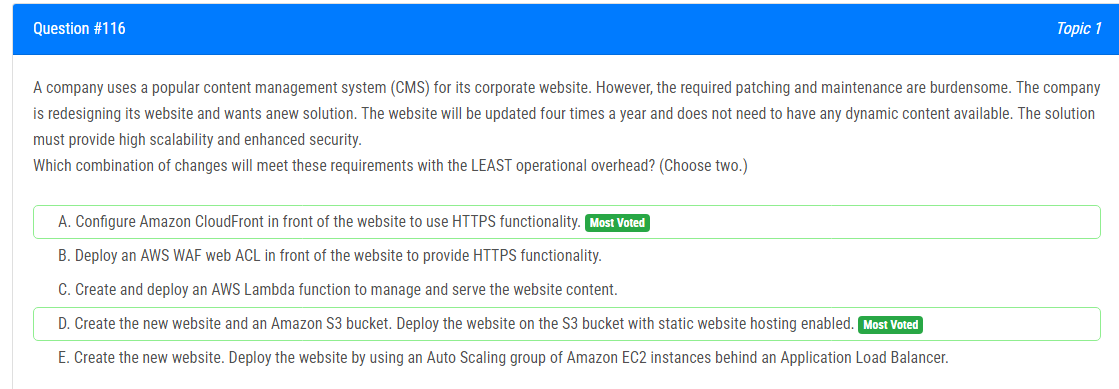 Question #116
Topic 1
A company uses a popular content management system (CMS) for its corporate website. However, the required patching and maintenance are burdensome. The company
is redesigning its website and wants anew solution. The website will be updated four times a year and does not need to have any dynamic content available. The solution
must provide high scalability and enhanced security.
Which combination of changes will meet these requirements with the LEAST operational overhead? (Choose two.)
A. Configure Amazon CloudFront in front of the website to use HTTPS functionality. Most Voted
B. Deploy an AWS WAF web ACL in front of the website to provide HTTPS functionality.
C. Create and deploy an AWS Lambda function to manage and serve the website content.
D. Create the new website and an Amazon S3 bucket. Deploy the website on the S3 bucket with static website hosting enabled. Most Voted
E. Create the new website. Deploy the website by using an Auto Scaling group of Amazon EC2 instances behind an Application Load Balancer.